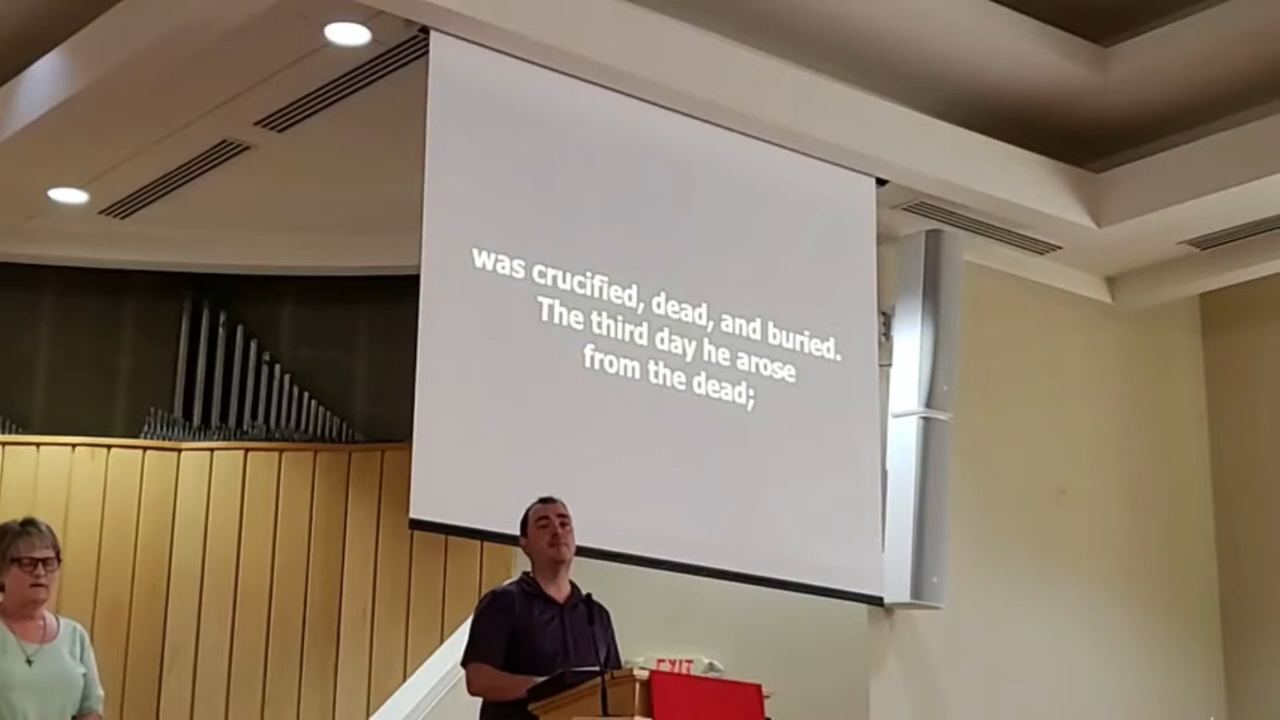 was crucified, dead, and buried.
The third day he arose
from the dead;
EXIT